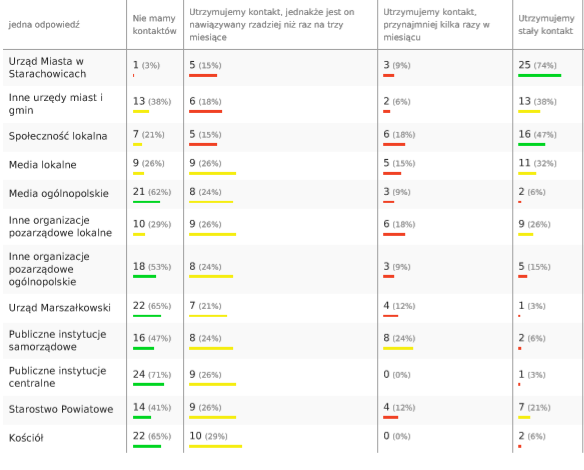 jedna odpowiedź
Nie mamy
kontaktów
Utrzymujemy kontakt, jednakże jest on
nawiązywany rzadziej niż raz na trzy
miesiące
Utrzymujemy kontakt,
przynajmniej kilka razy w
miesiącu
Utrzymujemy
stały kontakt
Urząd Miasta w
Starachowicach
1 (3%) 5 (15%) 3 (9%) 25 (74%)
Inne urzędy miast i
gmin
13 (38%) 6 (18%) 2 (6%) 13 (38%)
Społeczność lokalna 7 (21%) 5 (15%) 6 (18%) 16 (47%)
Media lokalne 9 (26%) 9 (26%) 5 (15%) 11 (32%)
Media ogólnopolskie 21 (62%) 8 (24%) 3 (9%) 2 (6%)
Inne organizacje
pozarządowe lokalne
10 (29%) 9 (26%) 6 (18%) 9 (26%)
Inne organizacje
pozarządowe
ogólnopolskie
18 (53%) 8 (24%) 3 (9%) 5 (15%)
Urząd Marszałkowski 22 (65%) 7 (21%) 4 (12%) 1 (3%)
Publiczne instytucje
samorządowe
16 (47%) 8 (24%) 8 (24%) 2 (6%)
Publiczne instytucje
centralne
24 (71%) 9 (26%) 0 (0%) 1 (3%)
Starostwo Powiatowe 14 (41%) 9 (26%) 4 (12%) 7 (21%)
Kościół 22 (65%) 10 (29%) 0 (0%) 2 (6%)